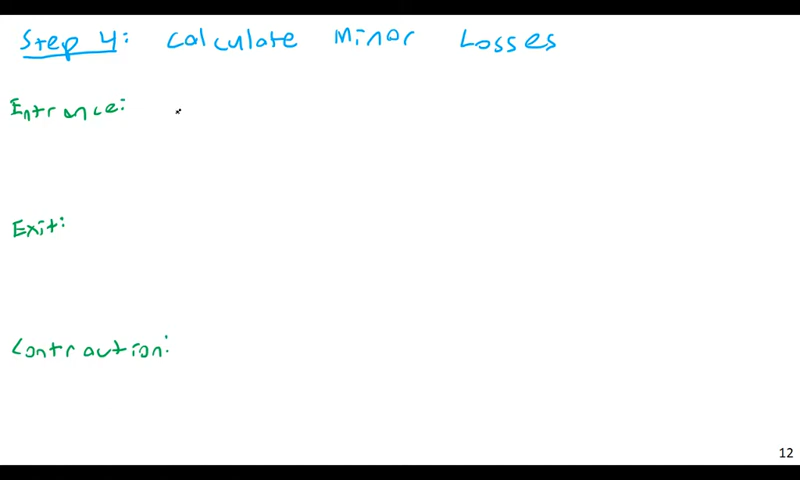 Step 4: Calculate Minor Losses
Entrance:
Exit:
Contraction:
12